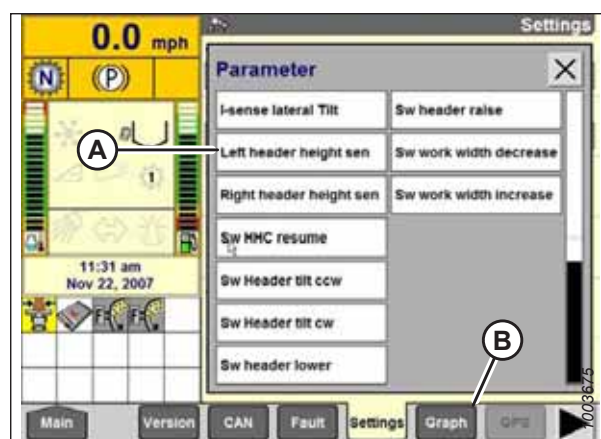 0.0 mph
Settings
N
(P)
Parameter
I-sense lateral Tilt
Sw header raise
A
Left header height sen
Sw work width decrease
1
Right header height sen
Sw work width increase
Sw HHC resume
11:31 am
Nov 22, 2007
Sw Header tilt ccw
Sw Header tilt cw
B
Sw header lower
1003675
Main
Version
CAN
Fault
Settings
Graph
GPS